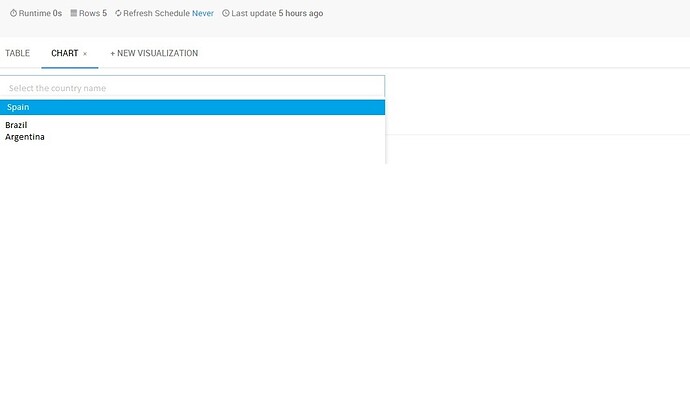 Runtime 0s Rows 5 Refresh Schedule Never Last update 5 hours ago
TABLE CHART × + NEW VISUALIZATION
Select the country name
Spain
Brazil
Argentina